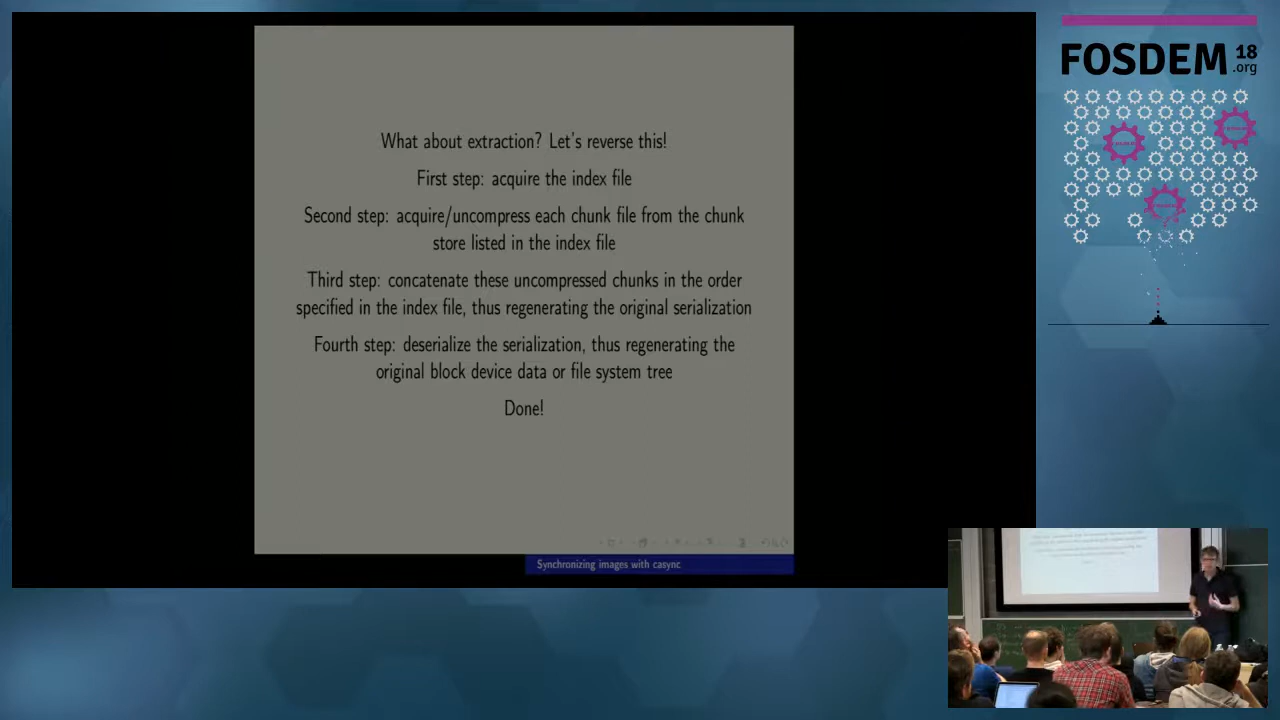 What about extraction? Let's reverse this!
First step: acquire the index file
Second step: acquire/uncompress each chunk file from the chunk
store listed in the index file
Third step: concatenate these uncompressed chunks in the order
specified in the index file, thus regenerating the original serialization
Fourth step: deserialize the serialization, thus regenerating the
original block device data or file system tree
Done!
Synchronizing images with casync
FOSDEM 18
.org